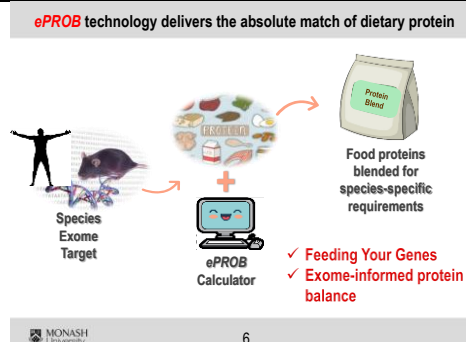 ePROB technology delivers the absolute match of dietary protein
PROTEIN
Protein
Blend
Food proteins
blended for
species-specific
requirements
Species
Exome
Target
ePROB
Calculator
✓ Feeding Your Genes
✓ Exome-informed protein
balance
MONASH
University
6